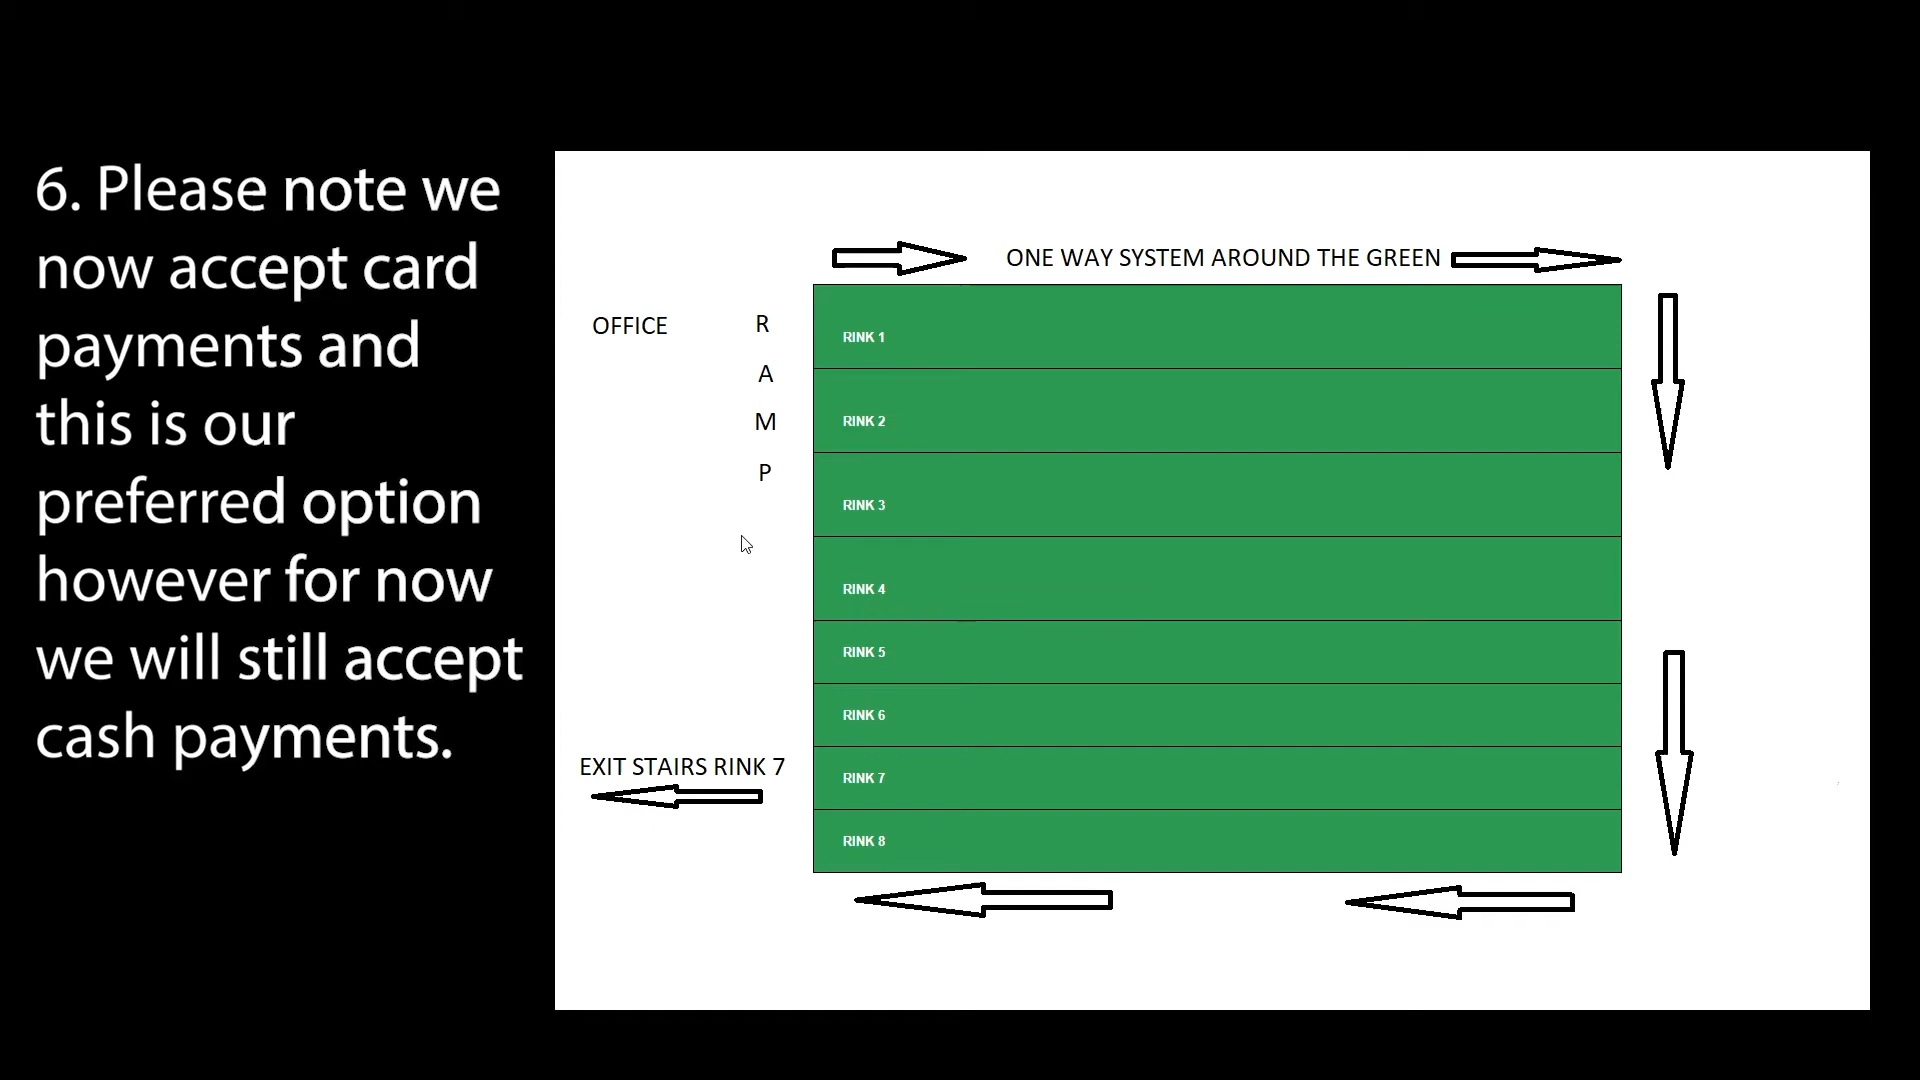 6. Please note we
now accept card
payments and
this is our
preferred option
however for now
we will still accept
cash payments.
ONE WAY SYSTEM AROUND THE GREEN
OFFICE
R
A
M
P
RINK 1
RINK 2
RINK 3
RINK 4
RINK 5
RINK 6
EXIT STAIRS RINK 7
RINK 7
RINK 8